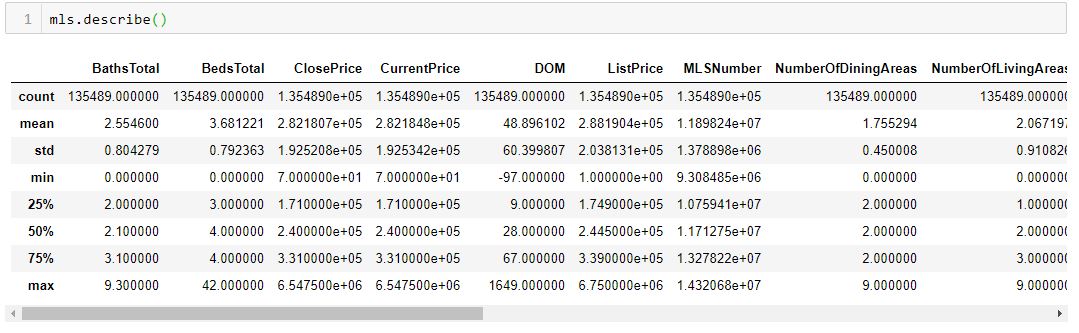 1 mls.describe()
BathsTotal BedsTotal ClosePrice CurrentPrice DOM ListPrice MLSNumber NumberOfDiningAreas NumberOfLivingAreas
count 135489.000000 135489.000000 1.354890e+05 1.354890e+05 135489.000000 1.354890e+05 1.354890e+05 135489.000000 135489.000000
mean 2.554600 3.681221 2.821807e+05 2.821848e+05 48.896102 2.881904e+05 1.189824e+07 1.755294 2.067197
std 0.804279 0.792363 1.925208e+05 1.925342e+05 60.399807 2.038131e+05 1.378898e+06 0.450008 0.910826
min 0.000000 0.000000 7.000000e+01 7.000000e+01 -97.000000 1.000000e+00 9.308485e+06 0.000000 0.000000
25% 2.000000 3.000000 1.710000e+05 1.710000e+05 9.000000 1.749000e+05 1.075941e+07 2.000000 1.000000
50% 2.100000 4.000000 2.400000e+05 2.400000e+05 28.000000 2.445000e+05 1.171275e+07 2.000000 2.000000
75% 3.100000 4.000000 3.310000e+05 3.310000e+05 67.000000 3.390000e+05 1.327822e+07 2.000000 3.000000
max 9.300000 42.000000 6.547500e+06 6.547500e+06 1649.000000 6.750000e+06 1.432068e+07 9.000000 9.000000